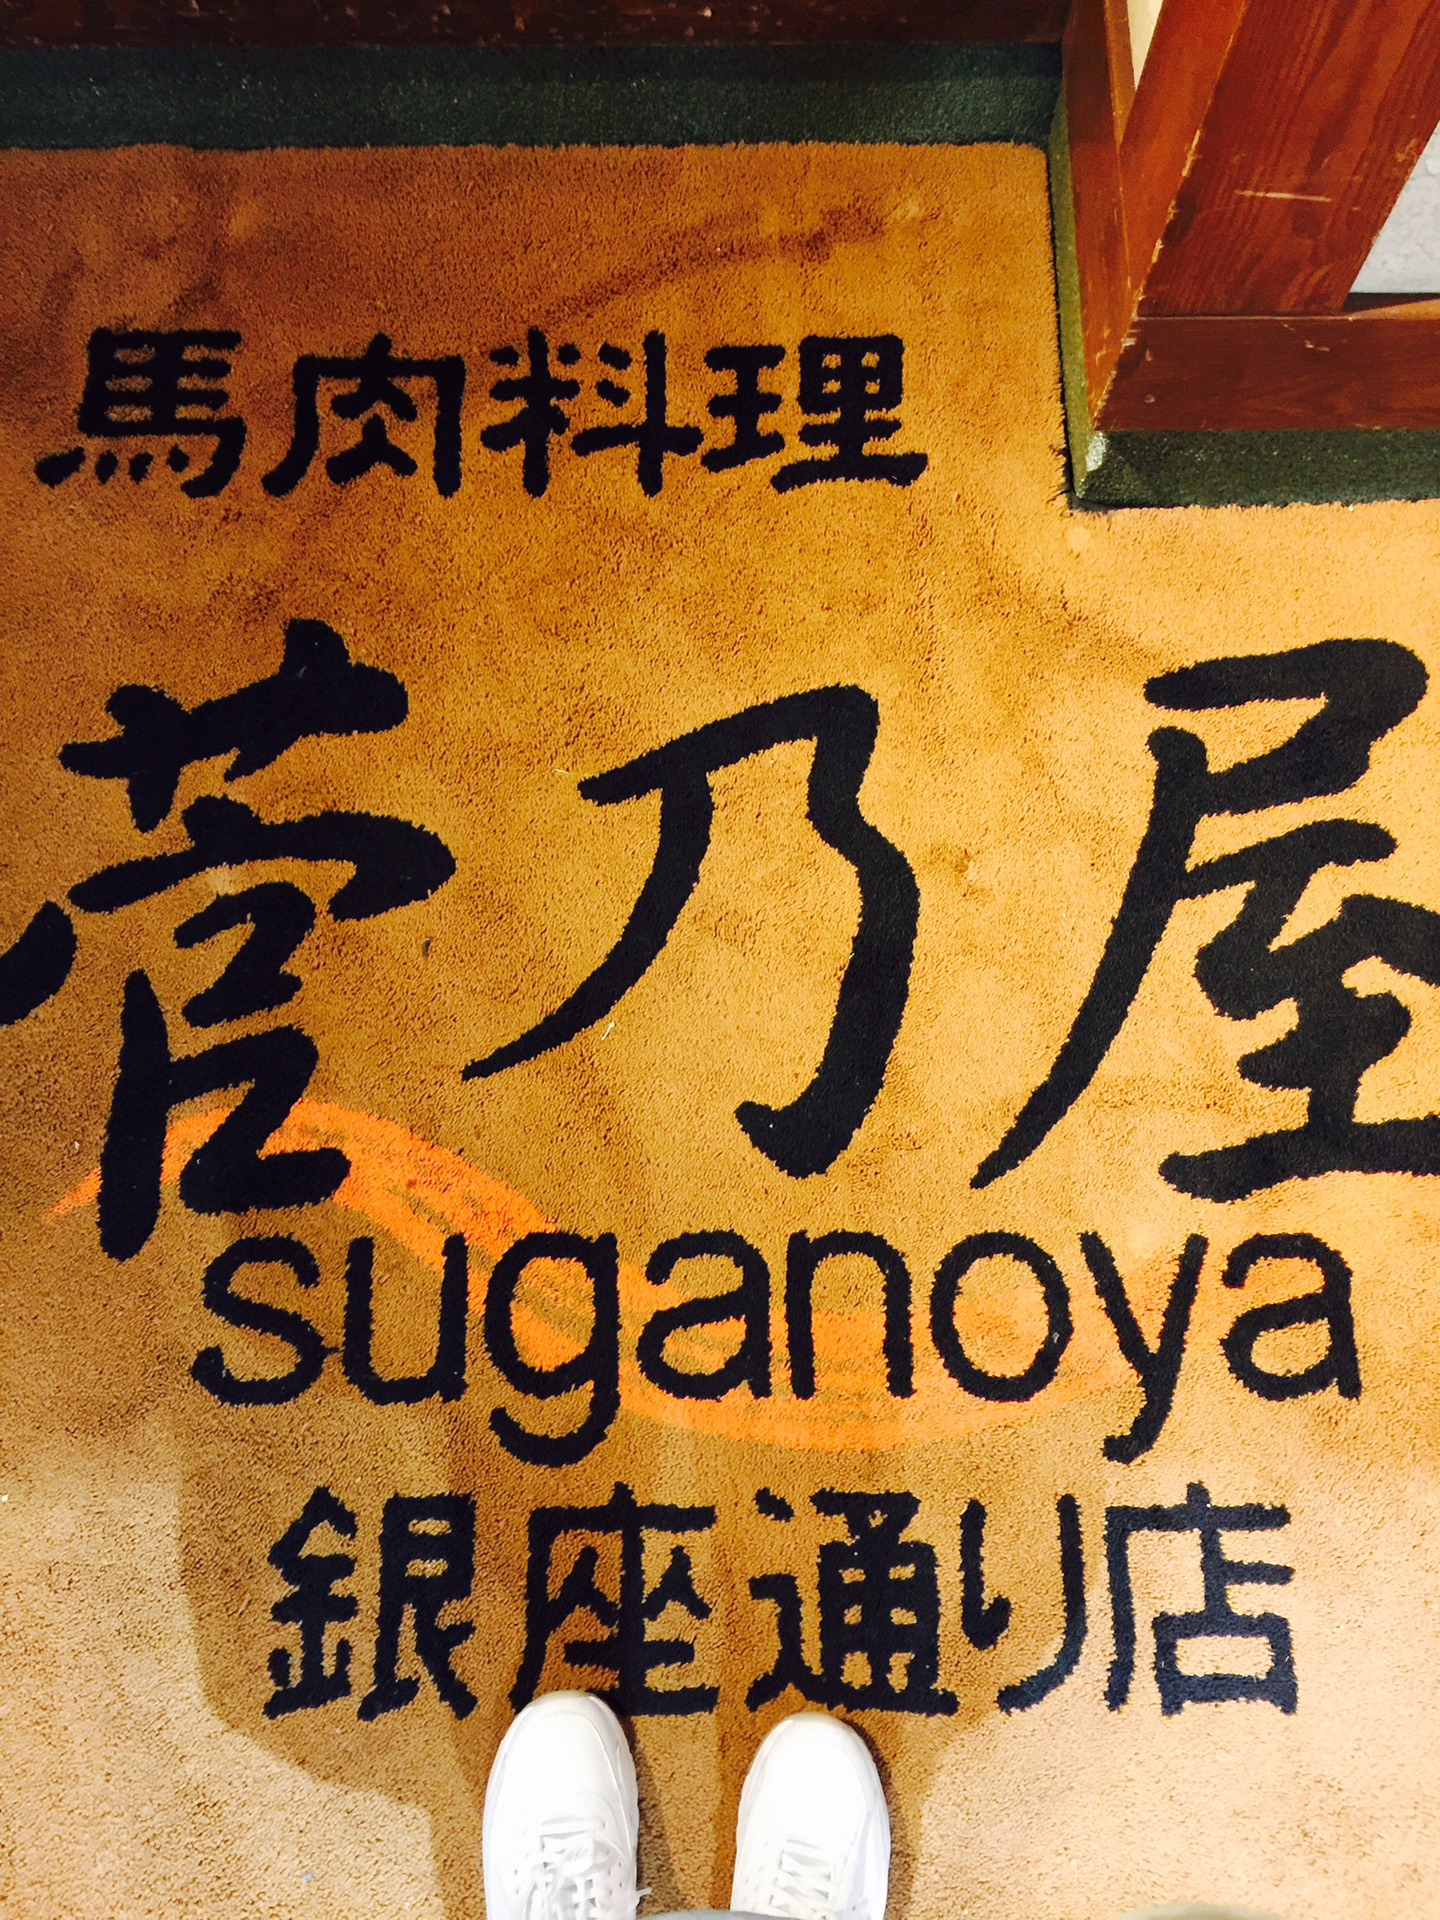 馬肉料理
菅乃屋
suganoya
銀座通り店